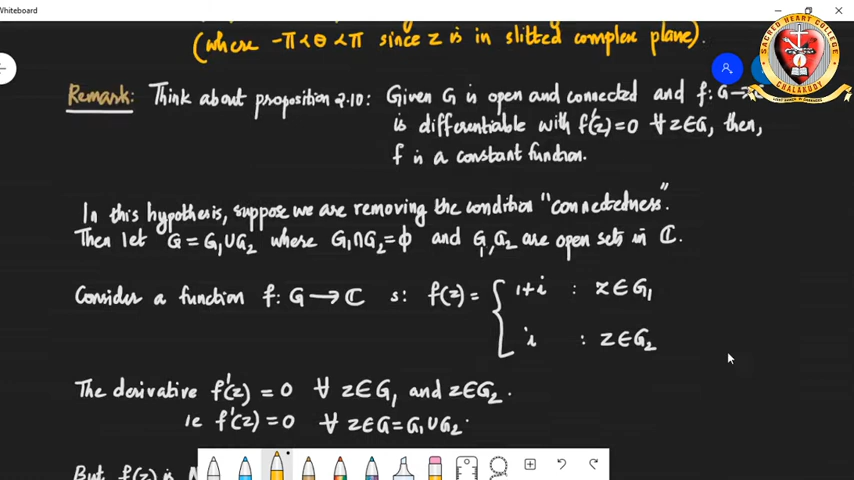 Whiteboard
(where -π<θ<π since z is in slitted complex plane).
SACRED HEART COLLEGE
CHALAKUDY
Remark: Think about proposition 2.10: Given G is open and connected and f: G→
is differentiable with f'(z)=0 ∀ z∈G, then,
f is a constant function.
In this hypothesis, suppose we are removing the condition "connectedness".
Then let G = G₁∪G₂ where G₁∩G₂=ϕ and G₁,G₂ are open sets in ℂ.
Consider a function f: G→ℂ s: f(z)= { 1+i : z∈G₁
i : z∈G₂
The derivative f'(z) = 0 ∀ z∈G₁ and z∈G₂.
ie f'(z)=0 ∀ z∈G=G₁∪G₂.
But f(z) is